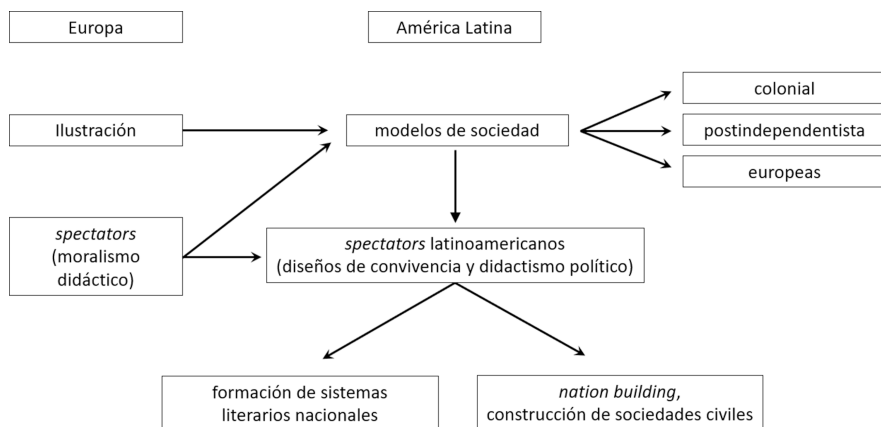 Europa
América Latina
colonial
Ilustración
modelos de sociedad
postindependentista
europeas
spectators
(moralismo
didáctico)
spectators latinoamericanos
(diseños de convivencia y didactismo político)
formación de sistemas
literarios nacionales
nation building,
construcción de sociedades civiles